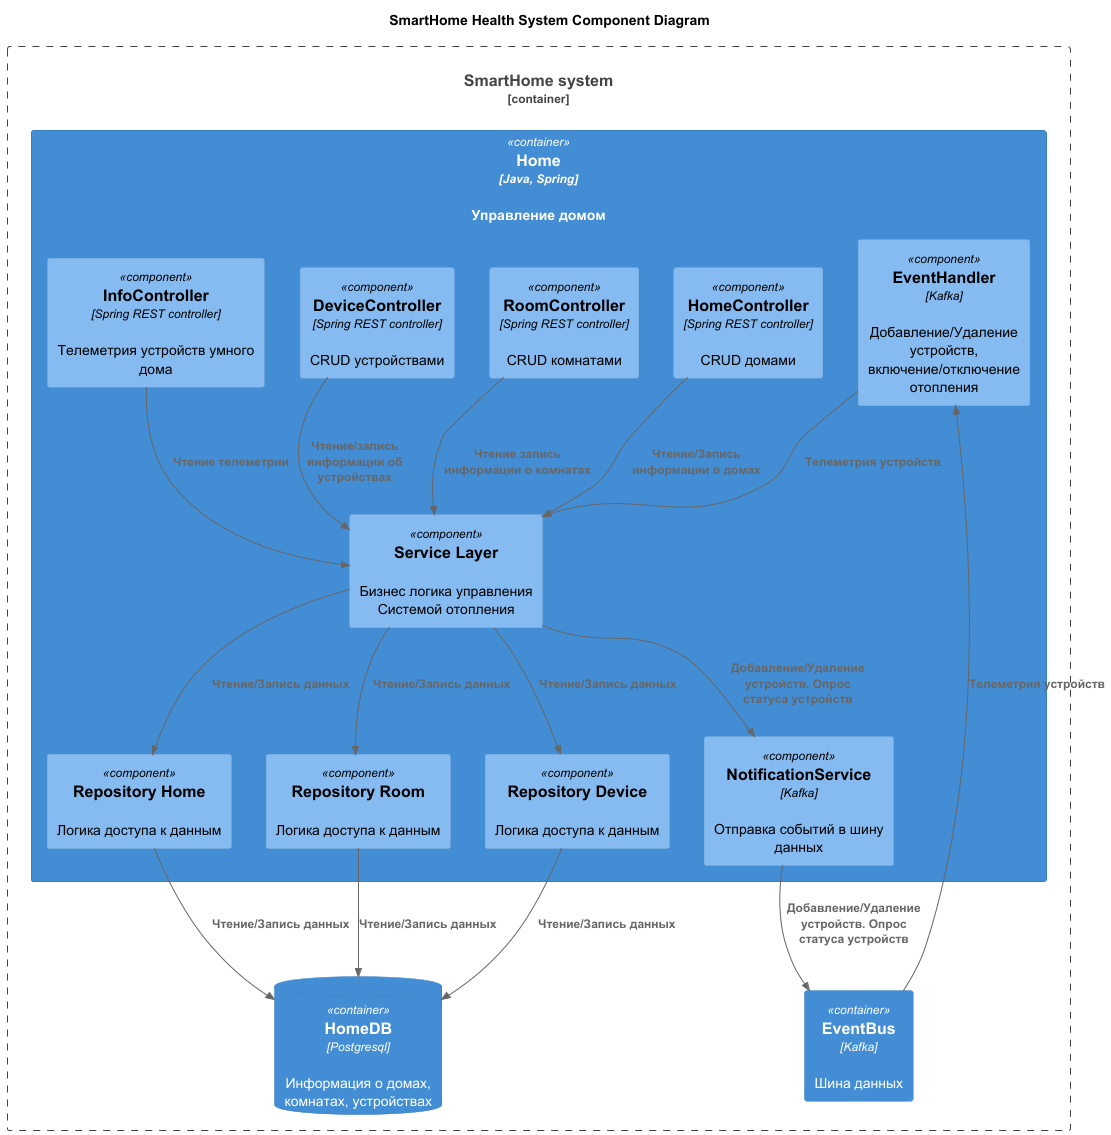 SmartHome Health System Component Diagram
SmartHome system
[container]
«container»
Home
[Java, Spring]
Управление домом
«component»
InfoController
[Spring REST controller]
Телеметрия устройств умного
дома
«component»
DeviceController
[Spring REST controller]
CRUD устройствами
«component»
RoomController
[Spring REST controller]
CRUD комнатами
«component»
HomeController
[Spring REST controller]
CRUD домами
«component»
EventHandler
[Kafka]
Добавление/Удаление
устройств,
включение/отключение
отопления
Чтение телеметрии
Чтение/запись
информации об
устройствах
Чтение запись
информации о комнатах
Чтение/Запись
информации о домах
Телеметрия устройств
«component»
Service Layer
Бизнес логика управления
Системой отопления
Чтение/Запись данных
Чтение/Запись данных
Чтение/Запись данных
Добавление/Удаление
устройств. Опрос
статуса устройств
Телеметрия устройств
«component»
Repository Home
Логика доступа к данным
«component»
Repository Room
Логика доступа к данным
«component»
Repository Device
Логика доступа к данным
«component»
NotificationService
[Kafka]
Отправка событий в шину
данных
Чтение/Запись данных
Чтение/Запись данных
Чтение/Запись данных
Добавление/Удаление
устройств. Опрос
статуса устройств
«container»
HomeDB
[Postgresql]
Информация о домах,
комнатах, устройствах
«container»
EventBus
[Kafka]
Шина данных